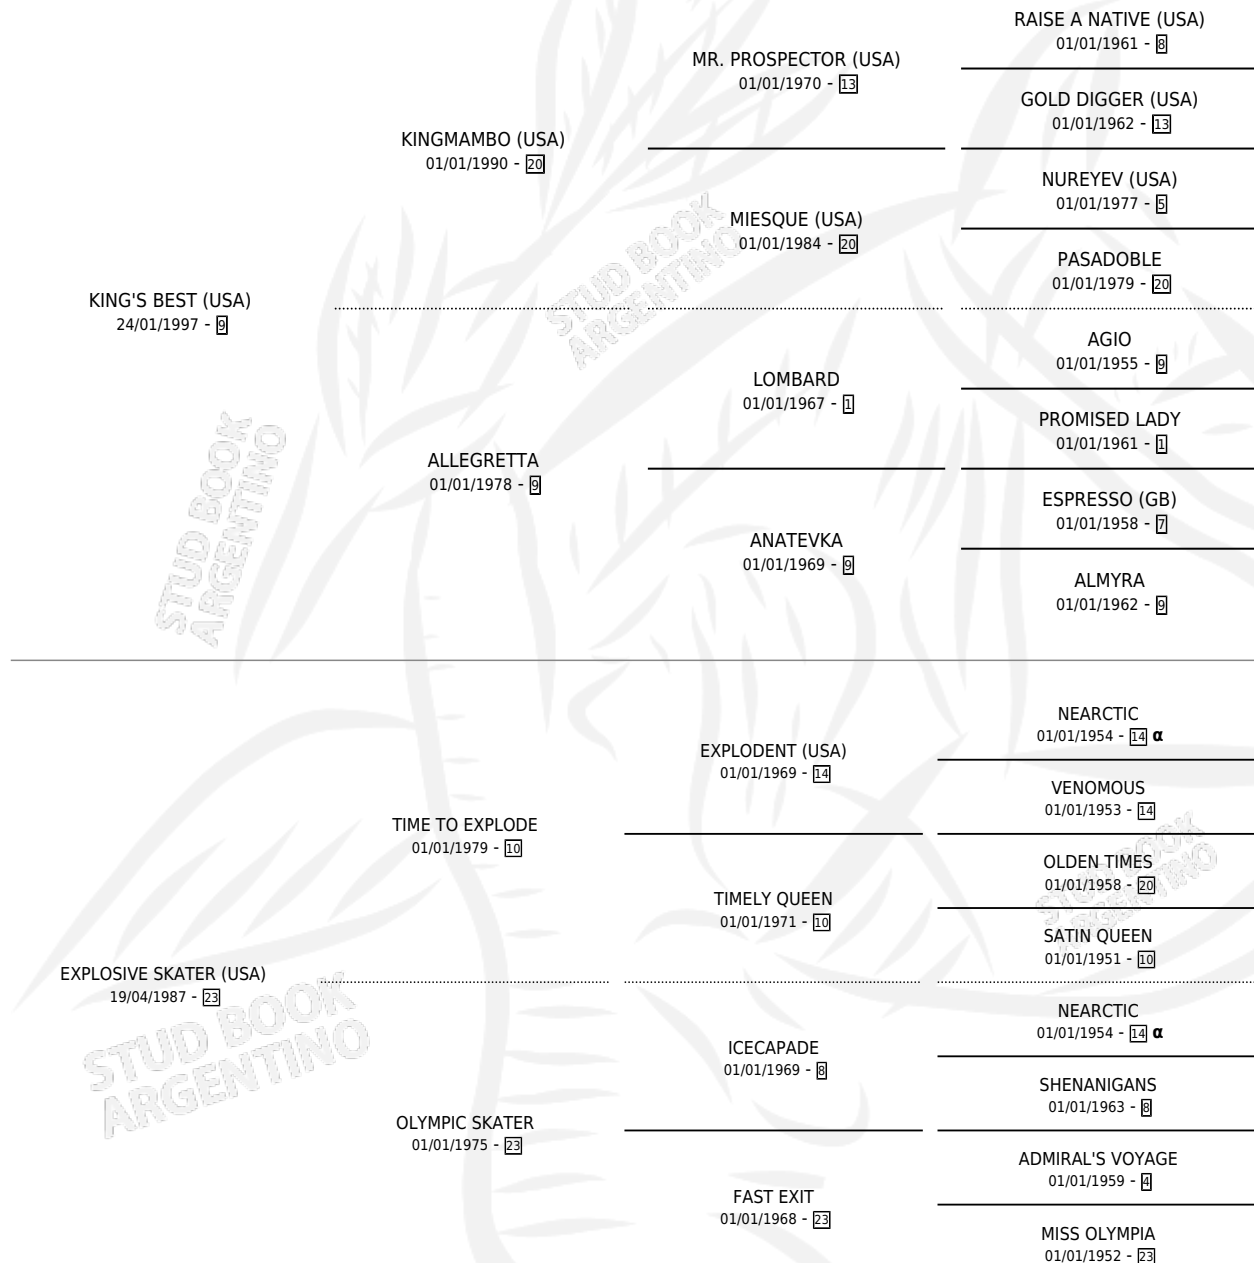 RAISE A NATIVE (USA)
01/01/1961 - 8
MR. PROSPECTOR (USA)
01/01/1970 - 13
GOLD DIGGER (USA)
01/01/1962 - 13
KINGMAMBO (USA)
01/01/1990 - 20
NUREYEV (USA)
01/01/1977 - 5
MIESQUE (USA)
01/01/1984 - 20
PASADOBLE
01/01/1979 - 20
KING'S BEST (USA)
24/01/1997 - 9
AGIO
01/01/1955 - 9
LOMBARD
01/01/1967 - 1
PROMISED LADY
01/01/1961 - 1
ALLEGRETTA
01/01/1978 - 9
ESPRESSO (GB)
01/01/1958 - 7
ANATEVKA
01/01/1969 - 9
ALMYRA
01/01/1962 - 9
NEARCTIC
01/01/1954 - 14 α
EXPLODENT (USA)
01/01/1969 - 14
VENOMOUS
01/01/1953 - 14
TIME TO EXPLODE
01/01/1979 - 10
OLDEN TIMES
01/01/1958 - 20
TIMELY QUEEN
01/01/1971 - 10
SATIN QUEEN
01/01/1951 - 10
EXPLOSIVE SKATER (USA)
19/04/1987 - 23
NEARCTIC
01/01/1954 - 14 α
ICECAPADE
01/01/1969 - 8
SHENANIGANS
01/01/1963 - 8
OLYMPIC SKATER
01/01/1975 - 23
ADMIRAL'S VOYAGE
01/01/1959 - 4
FAST EXIT
01/01/1968 - 23
MISS OLYMPIA
01/01/1952 - 23
STUD BOOK
ARGENTINO
STUD BOOK
ARGENTINO
STUD BOOK
ARGENTINO
STUD BOOK
ARGENTINO